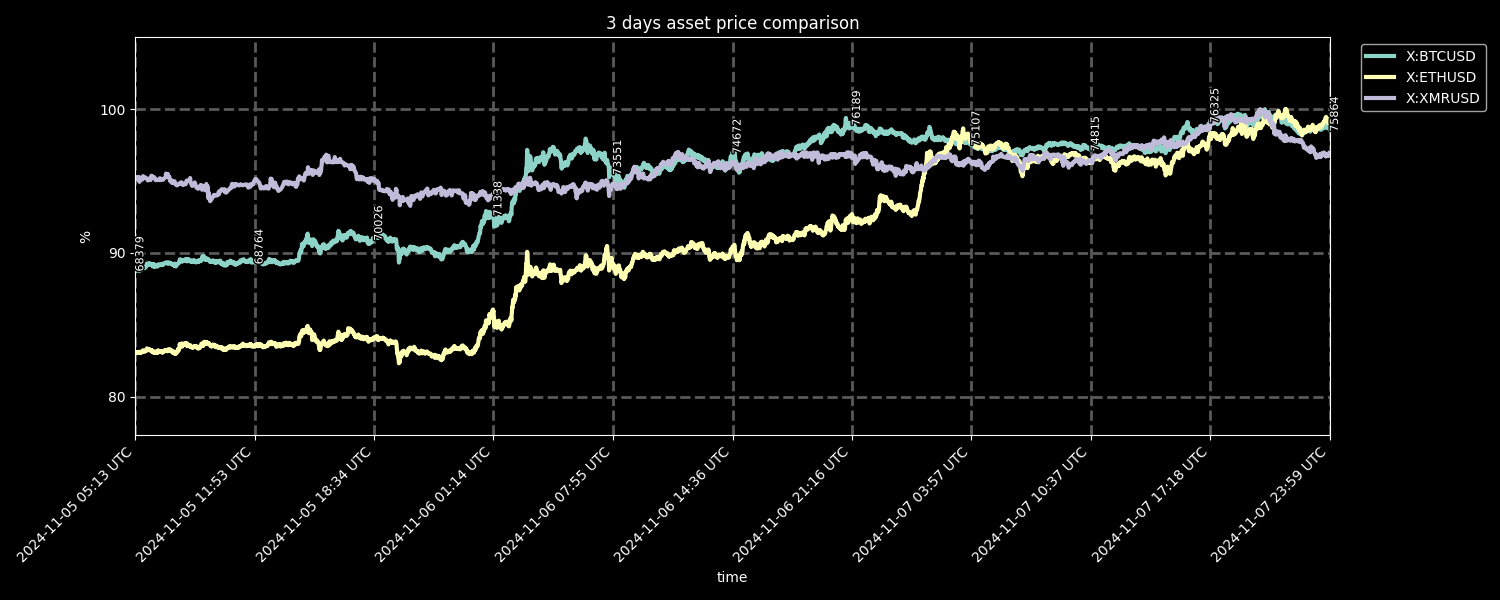 3 days asset price comparison
X:BTCUSD
X:ETHUSD
X:XMRUSD
100
90
80
%
68379
68764
70026
71338
73551
74672
76189
75107
74815
76325
75864
2024-11-05 05:13 UTC
2024-11-05 11:53 UTC
2024-11-05 18:34 UTC
2024-11-06 01:14 UTC
2024-11-06 07:55 UTC
2024-11-06 14:36 UTC
2024-11-06 21:16 UTC
2024-11-07 03:57 UTC
2024-11-07 10:37 UTC
2024-11-07 17:18 UTC
2024-11-07 23:59 UTC
time